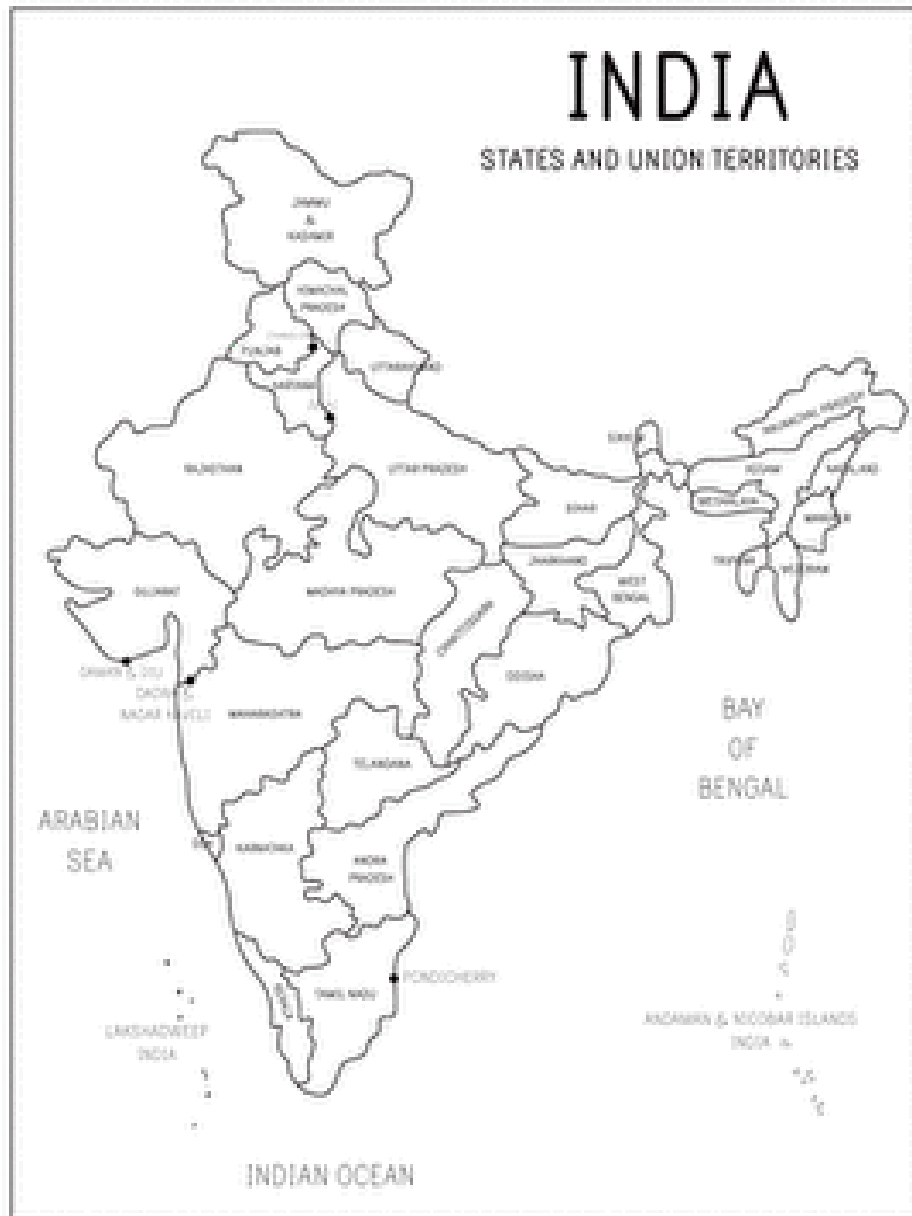 INDIA
STATES AND UNION TERRITORIES
JAMMU
&
KASHMIR
HIMACHAL
PRADESH
PUNJAB
UTTARAKHAND
HARYANA
ARUNACHAL PRADESH
SIKKIM
RAJASTHAN
UTTAR PRADESH
ASSAM
NAGALAND
BIHAR
MEGHALAYA
MANIPUR
JHARKHAND
TRIPURA
MIZORAM
GUJARAT
MADHYA PRADESH
WEST
BENGAL
CHHATTISGARH
DAMAN & DIU
DADRA &
NAGAR HAVELI
ODISHA
MAHARASHTRA
BAY
OF
BENGAL
TELANGANA
ARABIAN
SEA
GOA
KARNATAKA
ANDRA
PRADESH
KERALA
TAMIL NADU
PONDICHERRY
LAKSHADWEEP
INDIA
ANDAMAN & NICOBAR ISLANDS
INDIA
INDIAN OCEAN